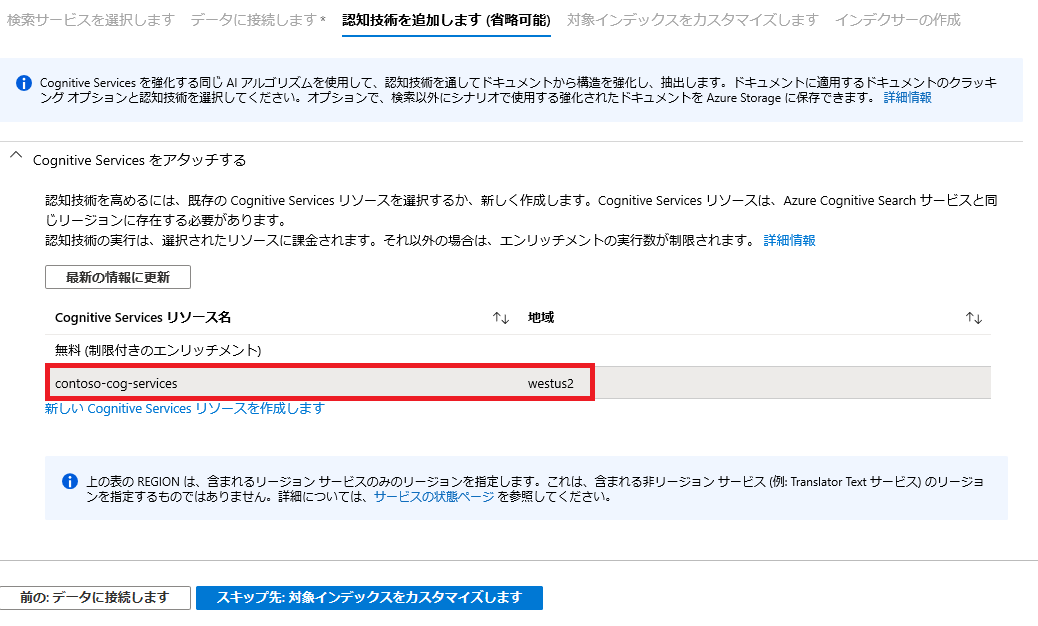 検索サービスを選択します データに接続します* 認知技術を追加します (省略可能) 対象インデックスをカスタマイズします インデクサーの作成
Cognitive Services を強化する同じ AI アルゴリズムを使用して、認知技術を通してドキュメントから構造を強化し、抽出します。ドキュメントに適用するドキュメントのクラッキ
ング オプションと認知技術を選択してください。オプションで、検索以外にシナリオで使用する強化されたドキュメントを Azure Storage に保存できます。 詳細情報
Cognitive Services をアタッチする
認知技術を高めるには、既存の Cognitive Services リソースを選択するか、新しく作成します。Cognitive Services リソースは、Azure Cognitive Search サービスと同
じリージョンに存在する必要があります。
認知技術の実行は、選択されたリソースに課金されます。それ以外の場合は、エンリッチメントの実行数が制限されます。 詳細情報
最新の情報に更新
Cognitive Services リソース名 ↑↓ 地域 ↑↓
無料 (制限付きのエンリッチメント)
contoso-cog-services westus2
新しい Cognitive Services リソースを作成します
上の表の REGION は、含まれるリージョン サービスのみのリージョンを指定します。これは、含まれる非リージョン サービス (例: Translator Text サービス) のリージョ
ンを指定するものではありません。詳細については、サービスの状態ページ を参照してください。
前の: データに接続します スキップ先: 対象インデックスをカスタマイズします